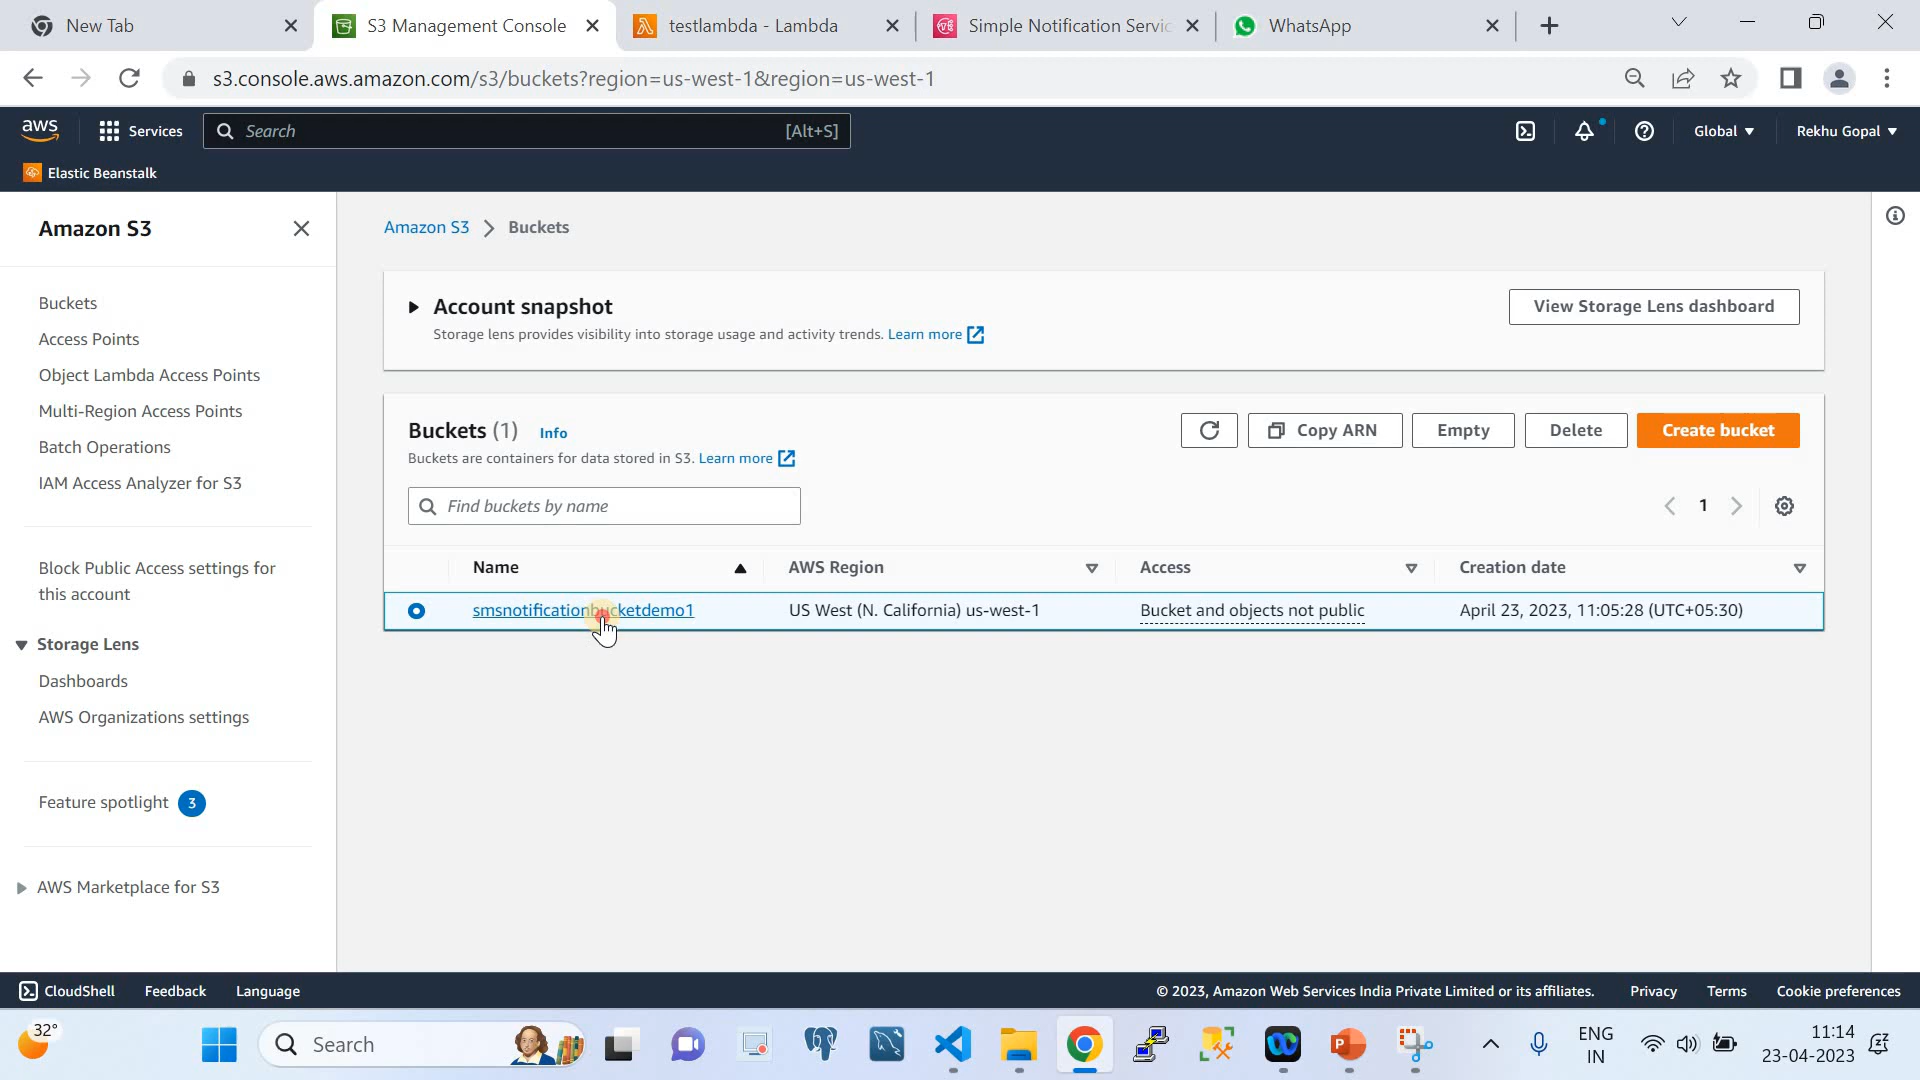 New Tab
S3 Management Console
testlambda - Lambda
Simple Notification Servic
WhatsApp
s3.console.aws.amazon.com/s3/buckets?region=us-west-1&region=us-west-1
aws
Services
Search
[Alt+S]
Global
Rekhu Gopal
Elastic Beanstalk
Amazon S3
Buckets
Access Points
Object Lambda Access Points
Multi-Region Access Points
Batch Operations
IAM Access Analyzer for S3
Block Public Access settings for
this account
Storage Lens
Dashboards
AWS Organizations settings
Feature spotlight 3
AWS Marketplace for S3
Amazon S3 > Buckets
Account snapshot
Storage lens provides visibility into storage usage and activity trends. Learn more
View Storage Lens dashboard
Buckets (1) Info
Buckets are containers for data stored in S3. Learn more
Copy ARN
Empty
Delete
Create bucket
Find buckets by name
1
Name AWS Region Access Creation date
smsnotificationbucketdemo1 US West (N. California) us-west-1 Bucket and objects not public April 23, 2023, 11:05:28 (UTC+05:30)
CloudShell Feedback Language © 2023, Amazon Web Services India Private Limited or its affiliates. Privacy Terms Cookie preferences
32°
Search
ENG
IN
11:14
23-04-2023